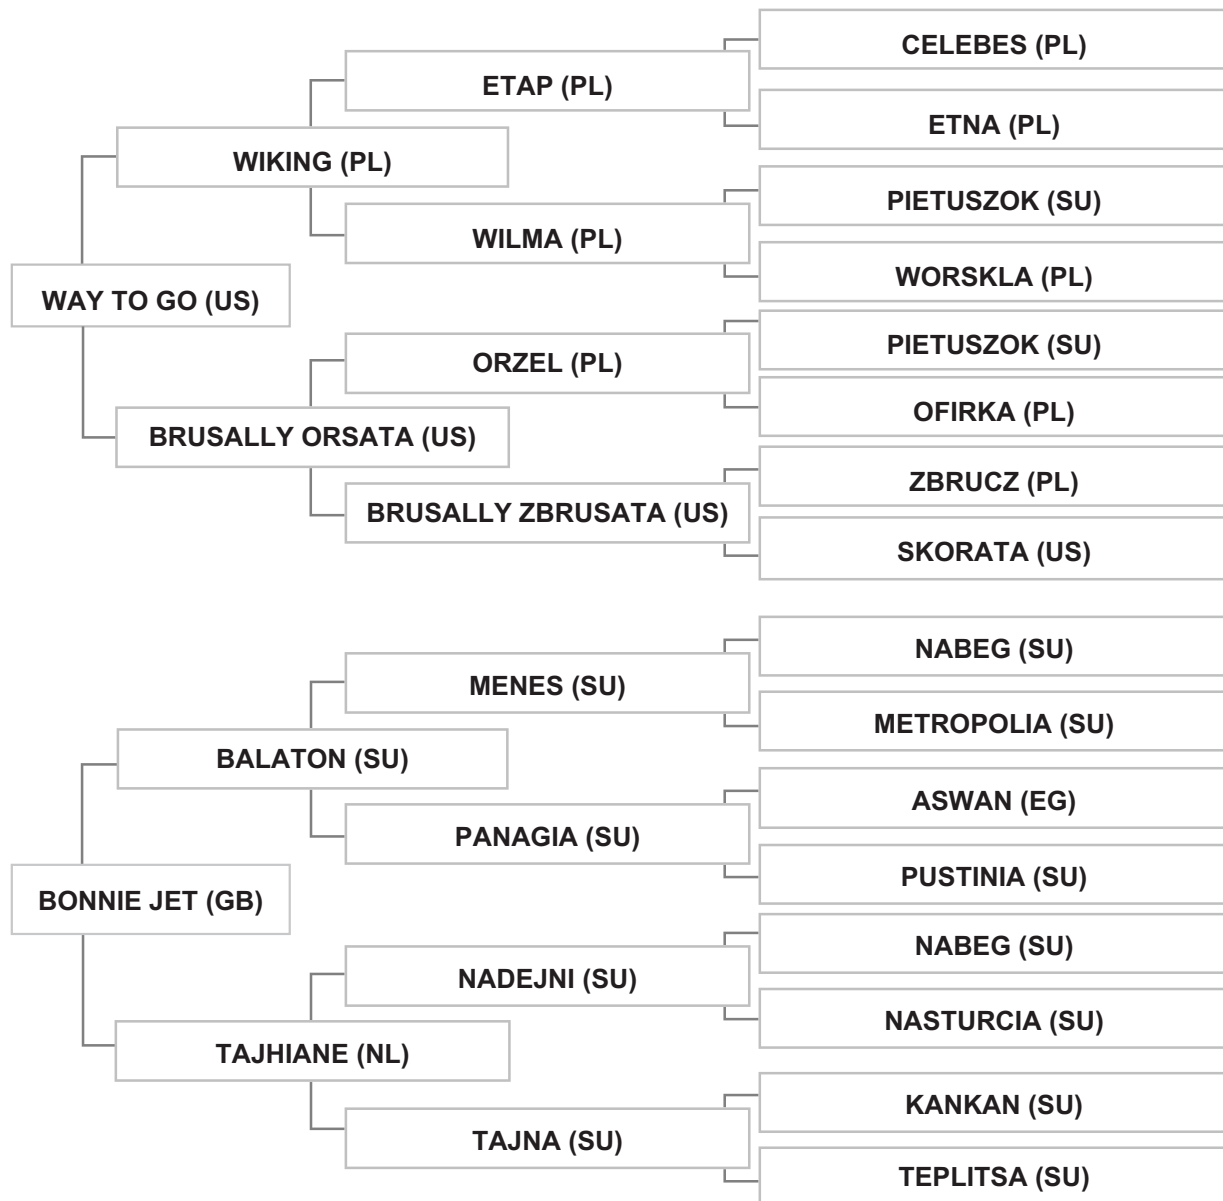 CELEBES (PL)
ETAP (PL)
ETNA (PL)
WIKING (PL)
PIETUSZOK (SU)
WILMA (PL)
WORSKLA (PL)
WAY TO GO (US)
PIETUSZOK (SU)
ORZEL (PL)
OFIRKA (PL)
BRUSALLY ORSATA (US)
ZBRUCZ (PL)
BRUSALLY ZBRUSATA (US)
SKORATA (US)
NABEG (SU)
MENES (SU)
METROPOLIA (SU)
BALATON (SU)
ASWAN (EG)
PANAGIA (SU)
PUSTINIA (SU)
BONNIE JET (GB)
NABEG (SU)
NADEJNI (SU)
NASTURCIA (SU)
TAJHIANE (NL)
KANKAN (SU)
TAJNA (SU)
TEPLITSA (SU)